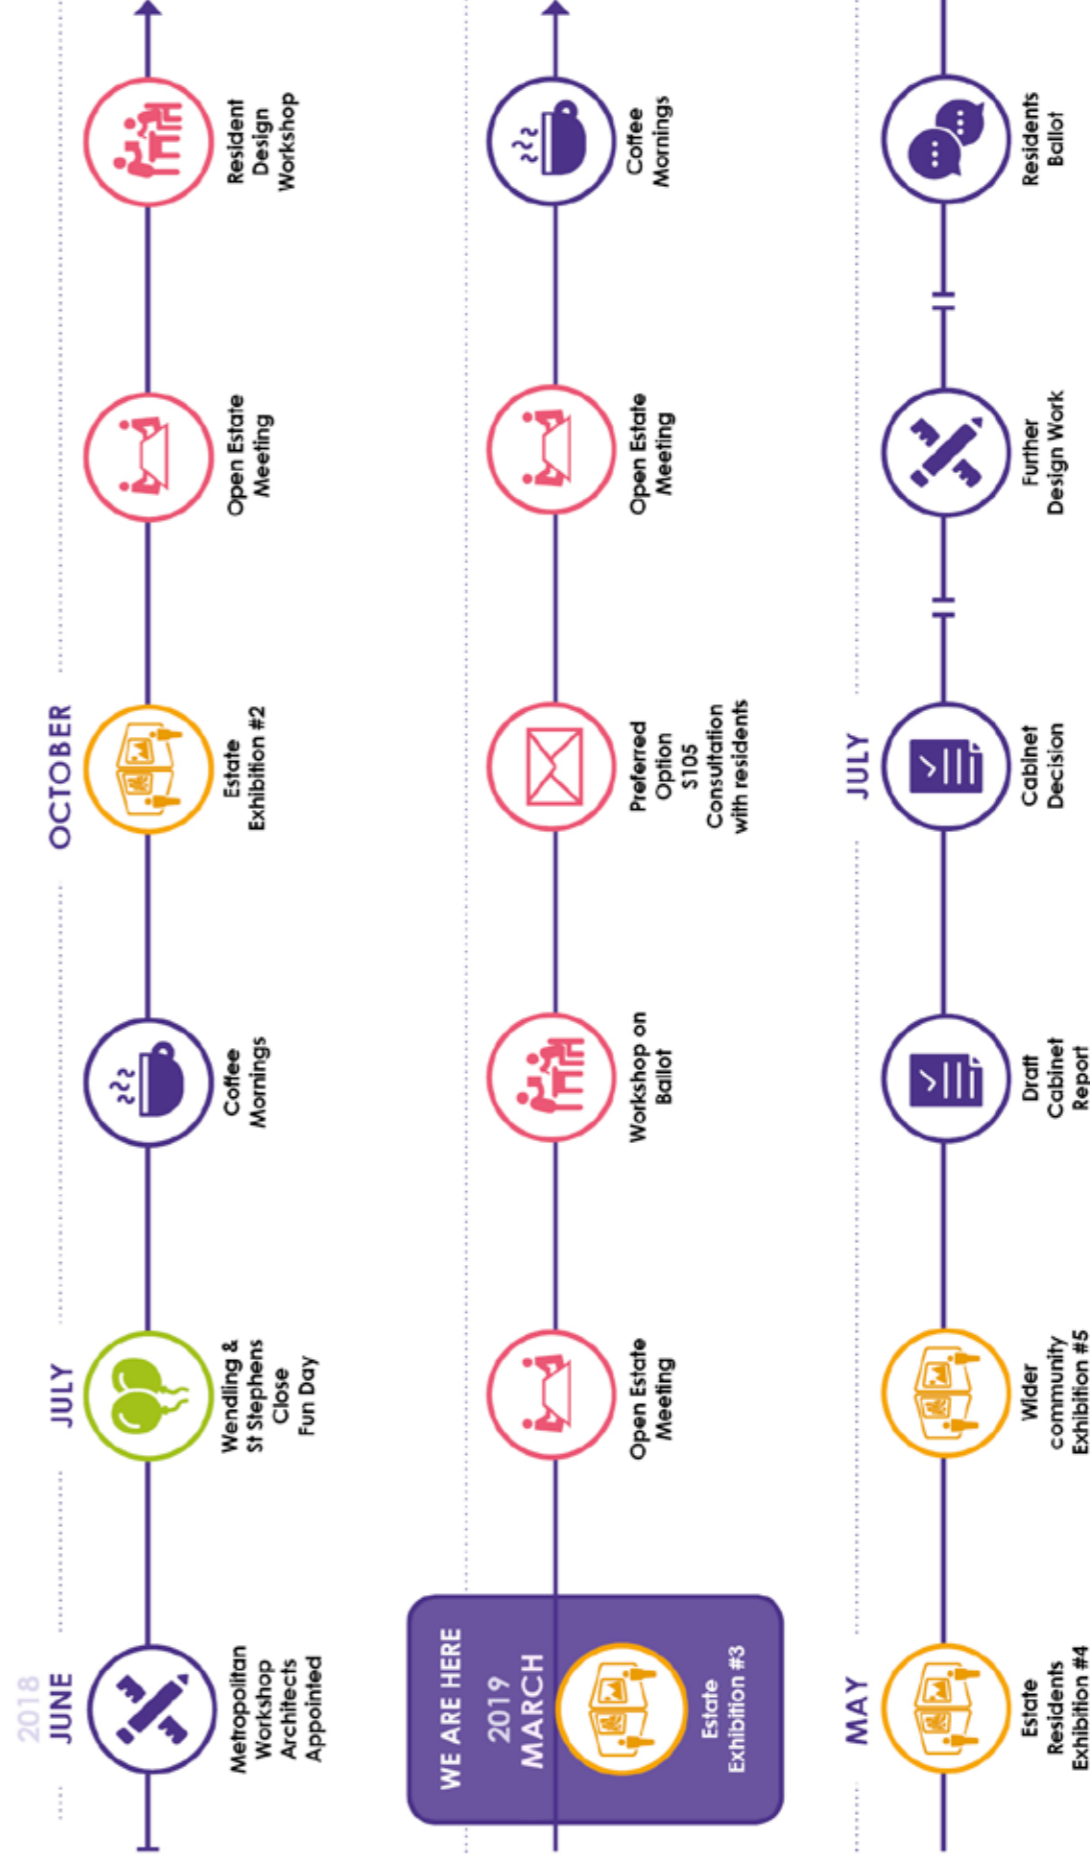 2018
JUNE
Metropolitan
Workshop
Architects
Appointed
JULY
Wendling &
St Stephens
Close
Fun Day
Coffee
Mornings
OCTOBER
Estate
Exhibition #2
Open Estate
Meeting
Resident
Design
Workshop
WE ARE HERE
2019
MARCH
Estate
Exhibition #3
Open Estate
Meeting
Workshop on
Ballot
Preferred
Option
S105
Consultation
with residents
Open Estate
Meeting
Coffee
Mornings
MAY
Estate
Residents
Exhibition #4
Wider
community
Exhibition #5
Draft
Cabinet
Report
JULY
Cabinet
Decision
Further
Design Work
Residents
Ballot